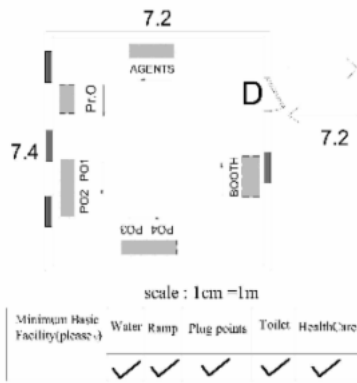 7.2
AGENTS
Pr.O
D
7.2
7.4
PO1
PO2
BOOTH
PO3 PO4
scale : 1cm =1m
Minimum Basic Water Ramp Plug points Toilet HealthCare
Facility(please ✓)
✓ ✓ ✓ ✓ ✓